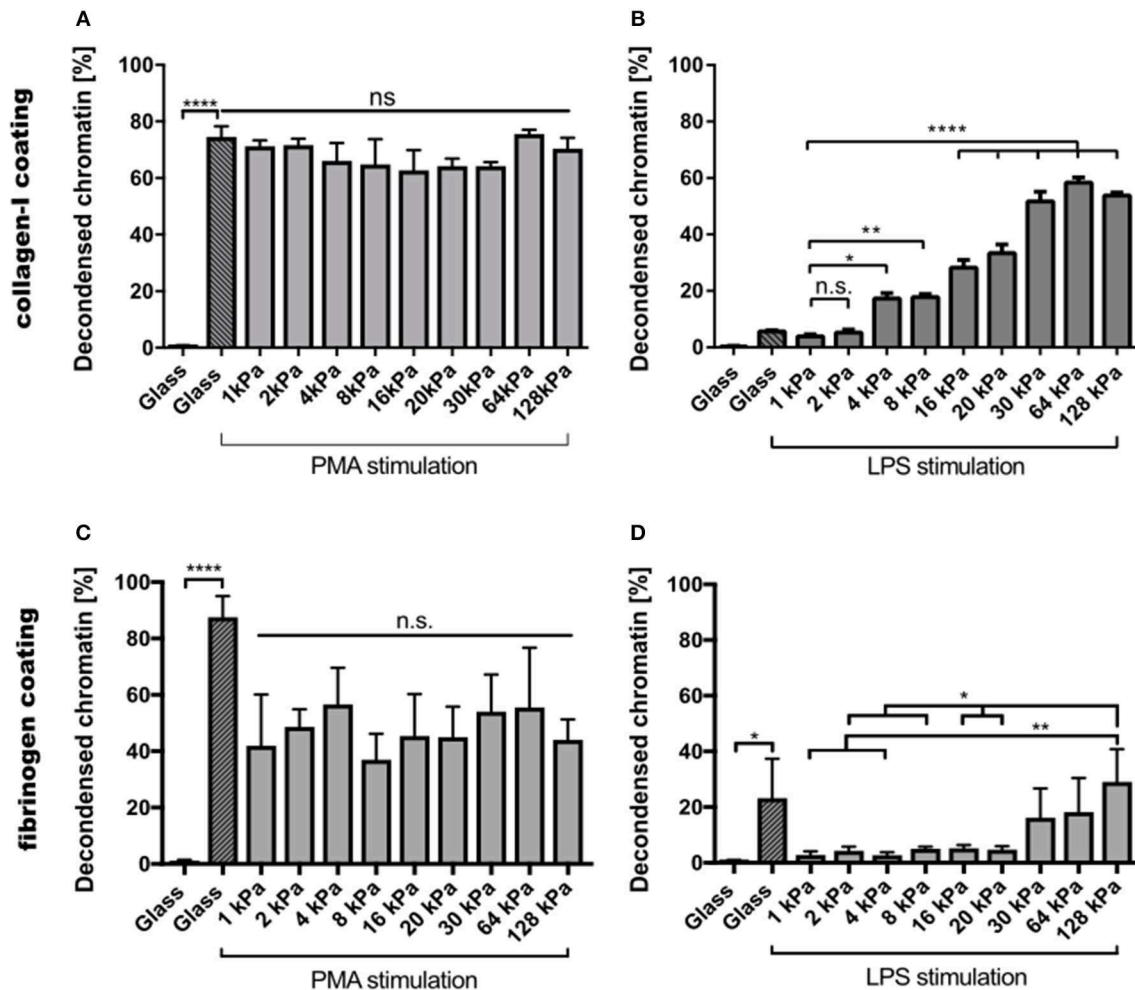 A
B
collagen-I coating
Decondensed chromatin [%]
100
80
60
40
20
0
****
ns
Glass
Glass
1kPa
2kPa
4kPa
8kPa
16kPa
20kPa
30kPa
64kPa
128kPa
PMA stimulation
Decondensed chromatin [%]
100
80
60
40
20
0
****
**
*
n.s.
Glass
Glass
1 kPa
2 kPa
4 kPa
8 kPa
16 kPa
20 kPa
30 kPa
64 kPa
128 kPa
LPS stimulation
C
D
fibrinogen coating
Decondensed chromatin [%]
100
80
60
40
20
0
****
n.s.
Glass
Glass
1 kPa
2 kPa
4 kPa
8 kPa
16 kPa
20 kPa
30 kPa
64 kPa
128 kPa
PMA stimulation
Decondensed chromatin [%]
100
80
60
40
20
0
*
*
**
Glass
Glass
1 kPa
2 kPa
4 kPa
8 kPa
16 kPa
20 kPa
30 kPa
64 kPa
128 kPa
LPS stimulation